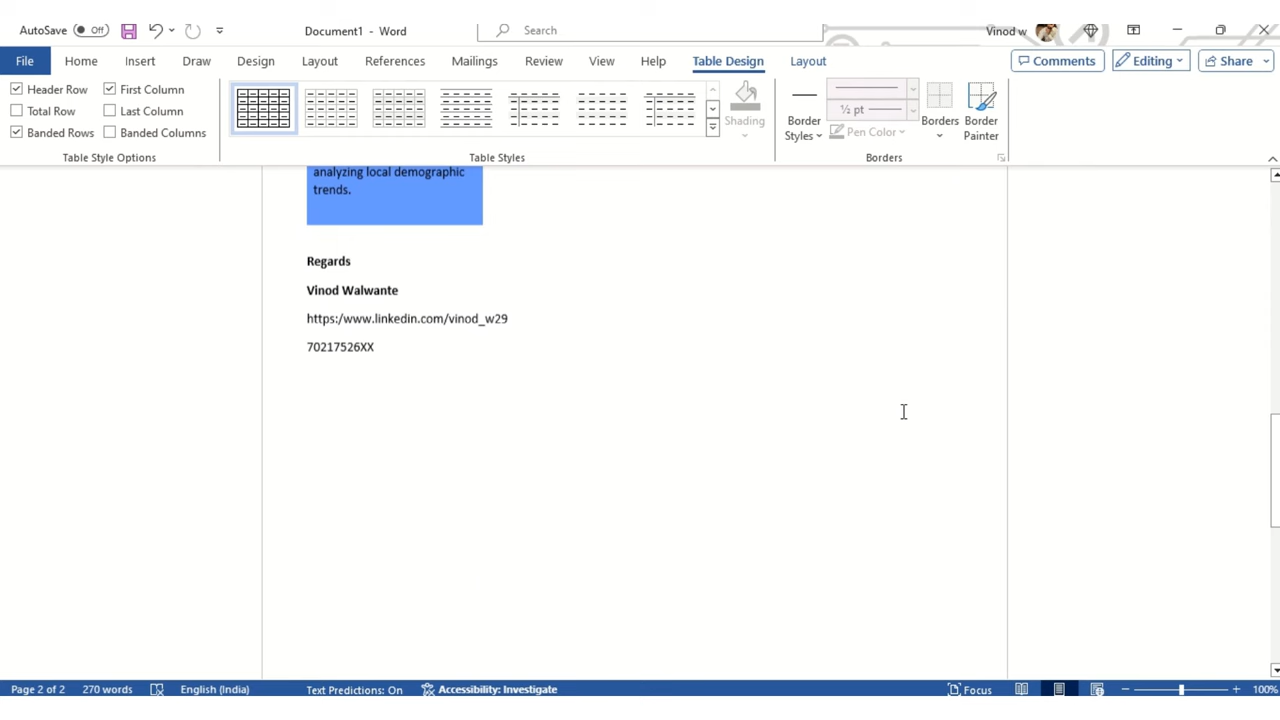 AutoSave Off Document1 - Word Search Vinod w
File Home Insert Draw Design Layout References Mailings Review View Help Table Design Layout Comments Editing Share
Header Row First Column
Total Row Last Column
Banded Rows Banded Columns
Table Style Options
Table Styles
Shading
Border Styles
½ pt
Pen Color
Borders
Border Painter
Borders
analyzing local demographic
trends.
Regards
Vinod Walwante
https:/www.linkedin.com/vinod_w29
70217526XX
Page 2 of 2 270 words English (India) Text Predictions: On Accessibility: Investigate Focus 100%